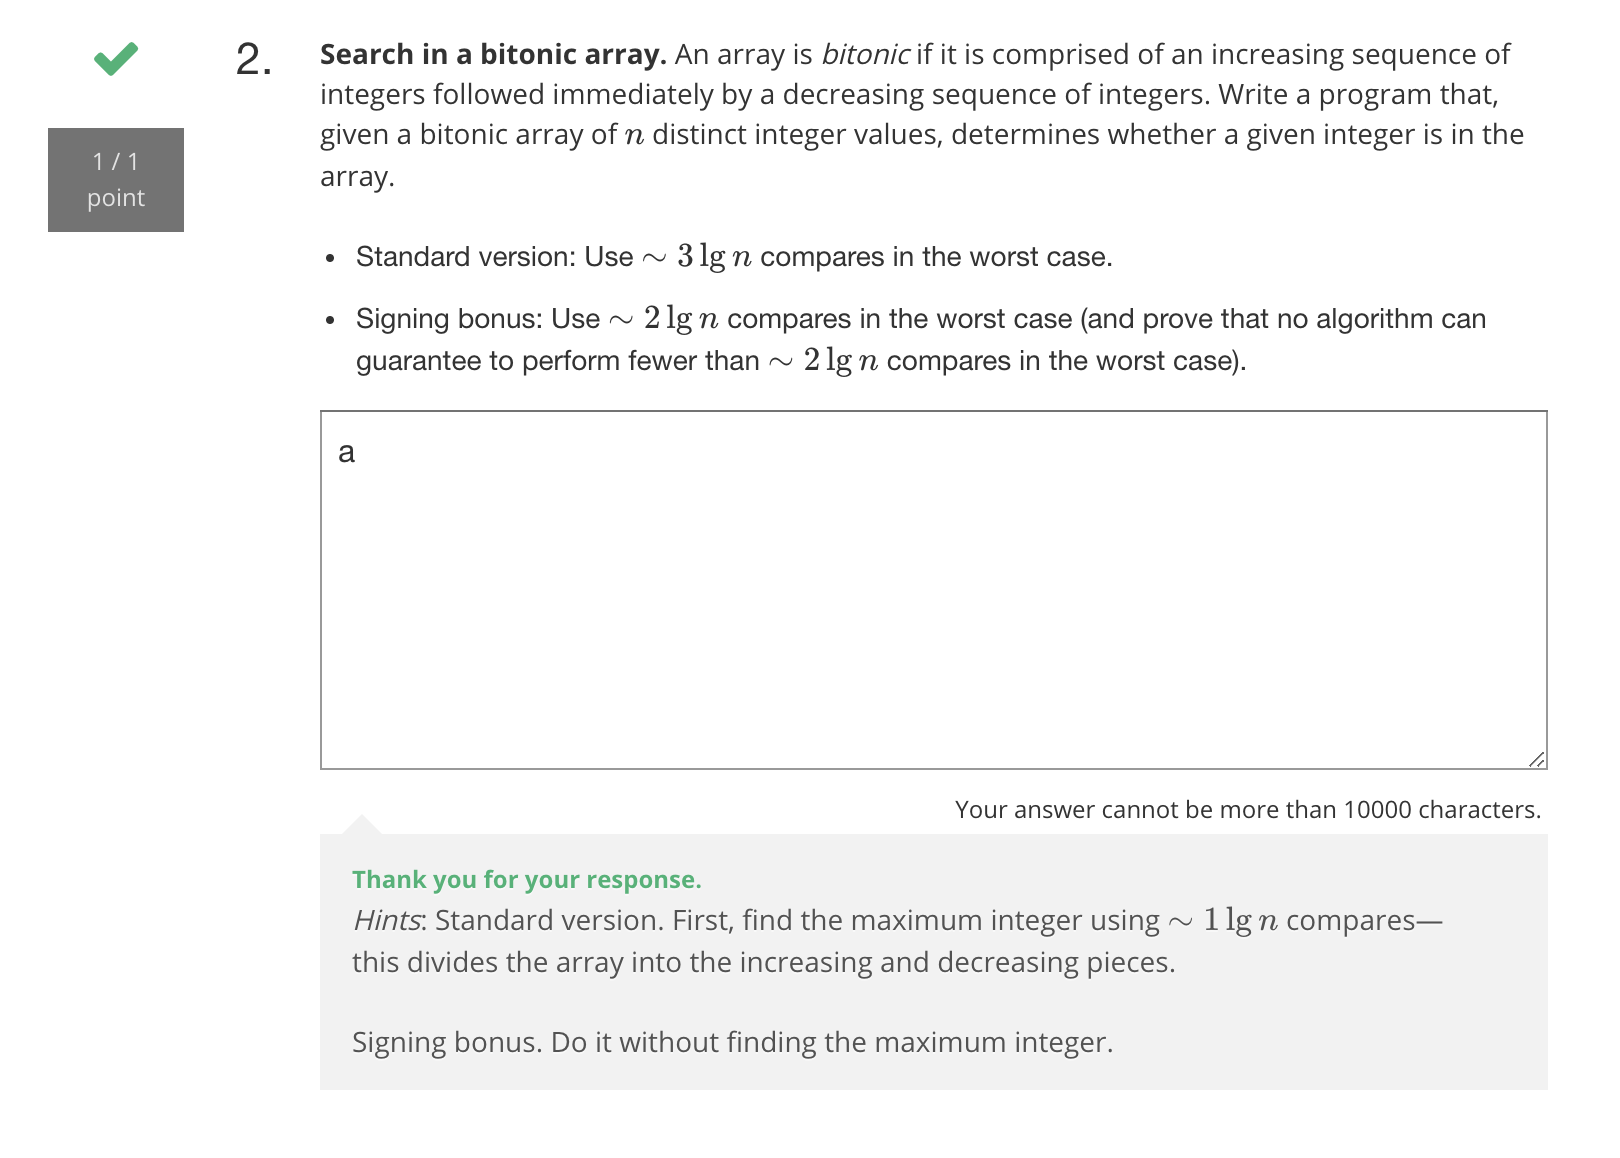 2.
Search in a bitonic array. An array is bitonic if it is comprised of an increasing sequence of
integers followed immediately by a decreasing sequence of integers. Write a program that,
given a bitonic array of n distinct integer values, determines whether a given integer is in the
array.
1 / 1
point
• Standard version: Use ∼ 3 lg n compares in the worst case.
• Signing bonus: Use ∼ 2 lg n compares in the worst case (and prove that no algorithm can
guarantee to perform fewer than ∼ 2 lg n compares in the worst case).
a
Your answer cannot be more than 10000 characters.
Thank you for your response.
Hints: Standard version. First, find the maximum integer using ∼ 1 lg n compares—
this divides the array into the increasing and decreasing pieces.
Signing bonus. Do it without finding the maximum integer.